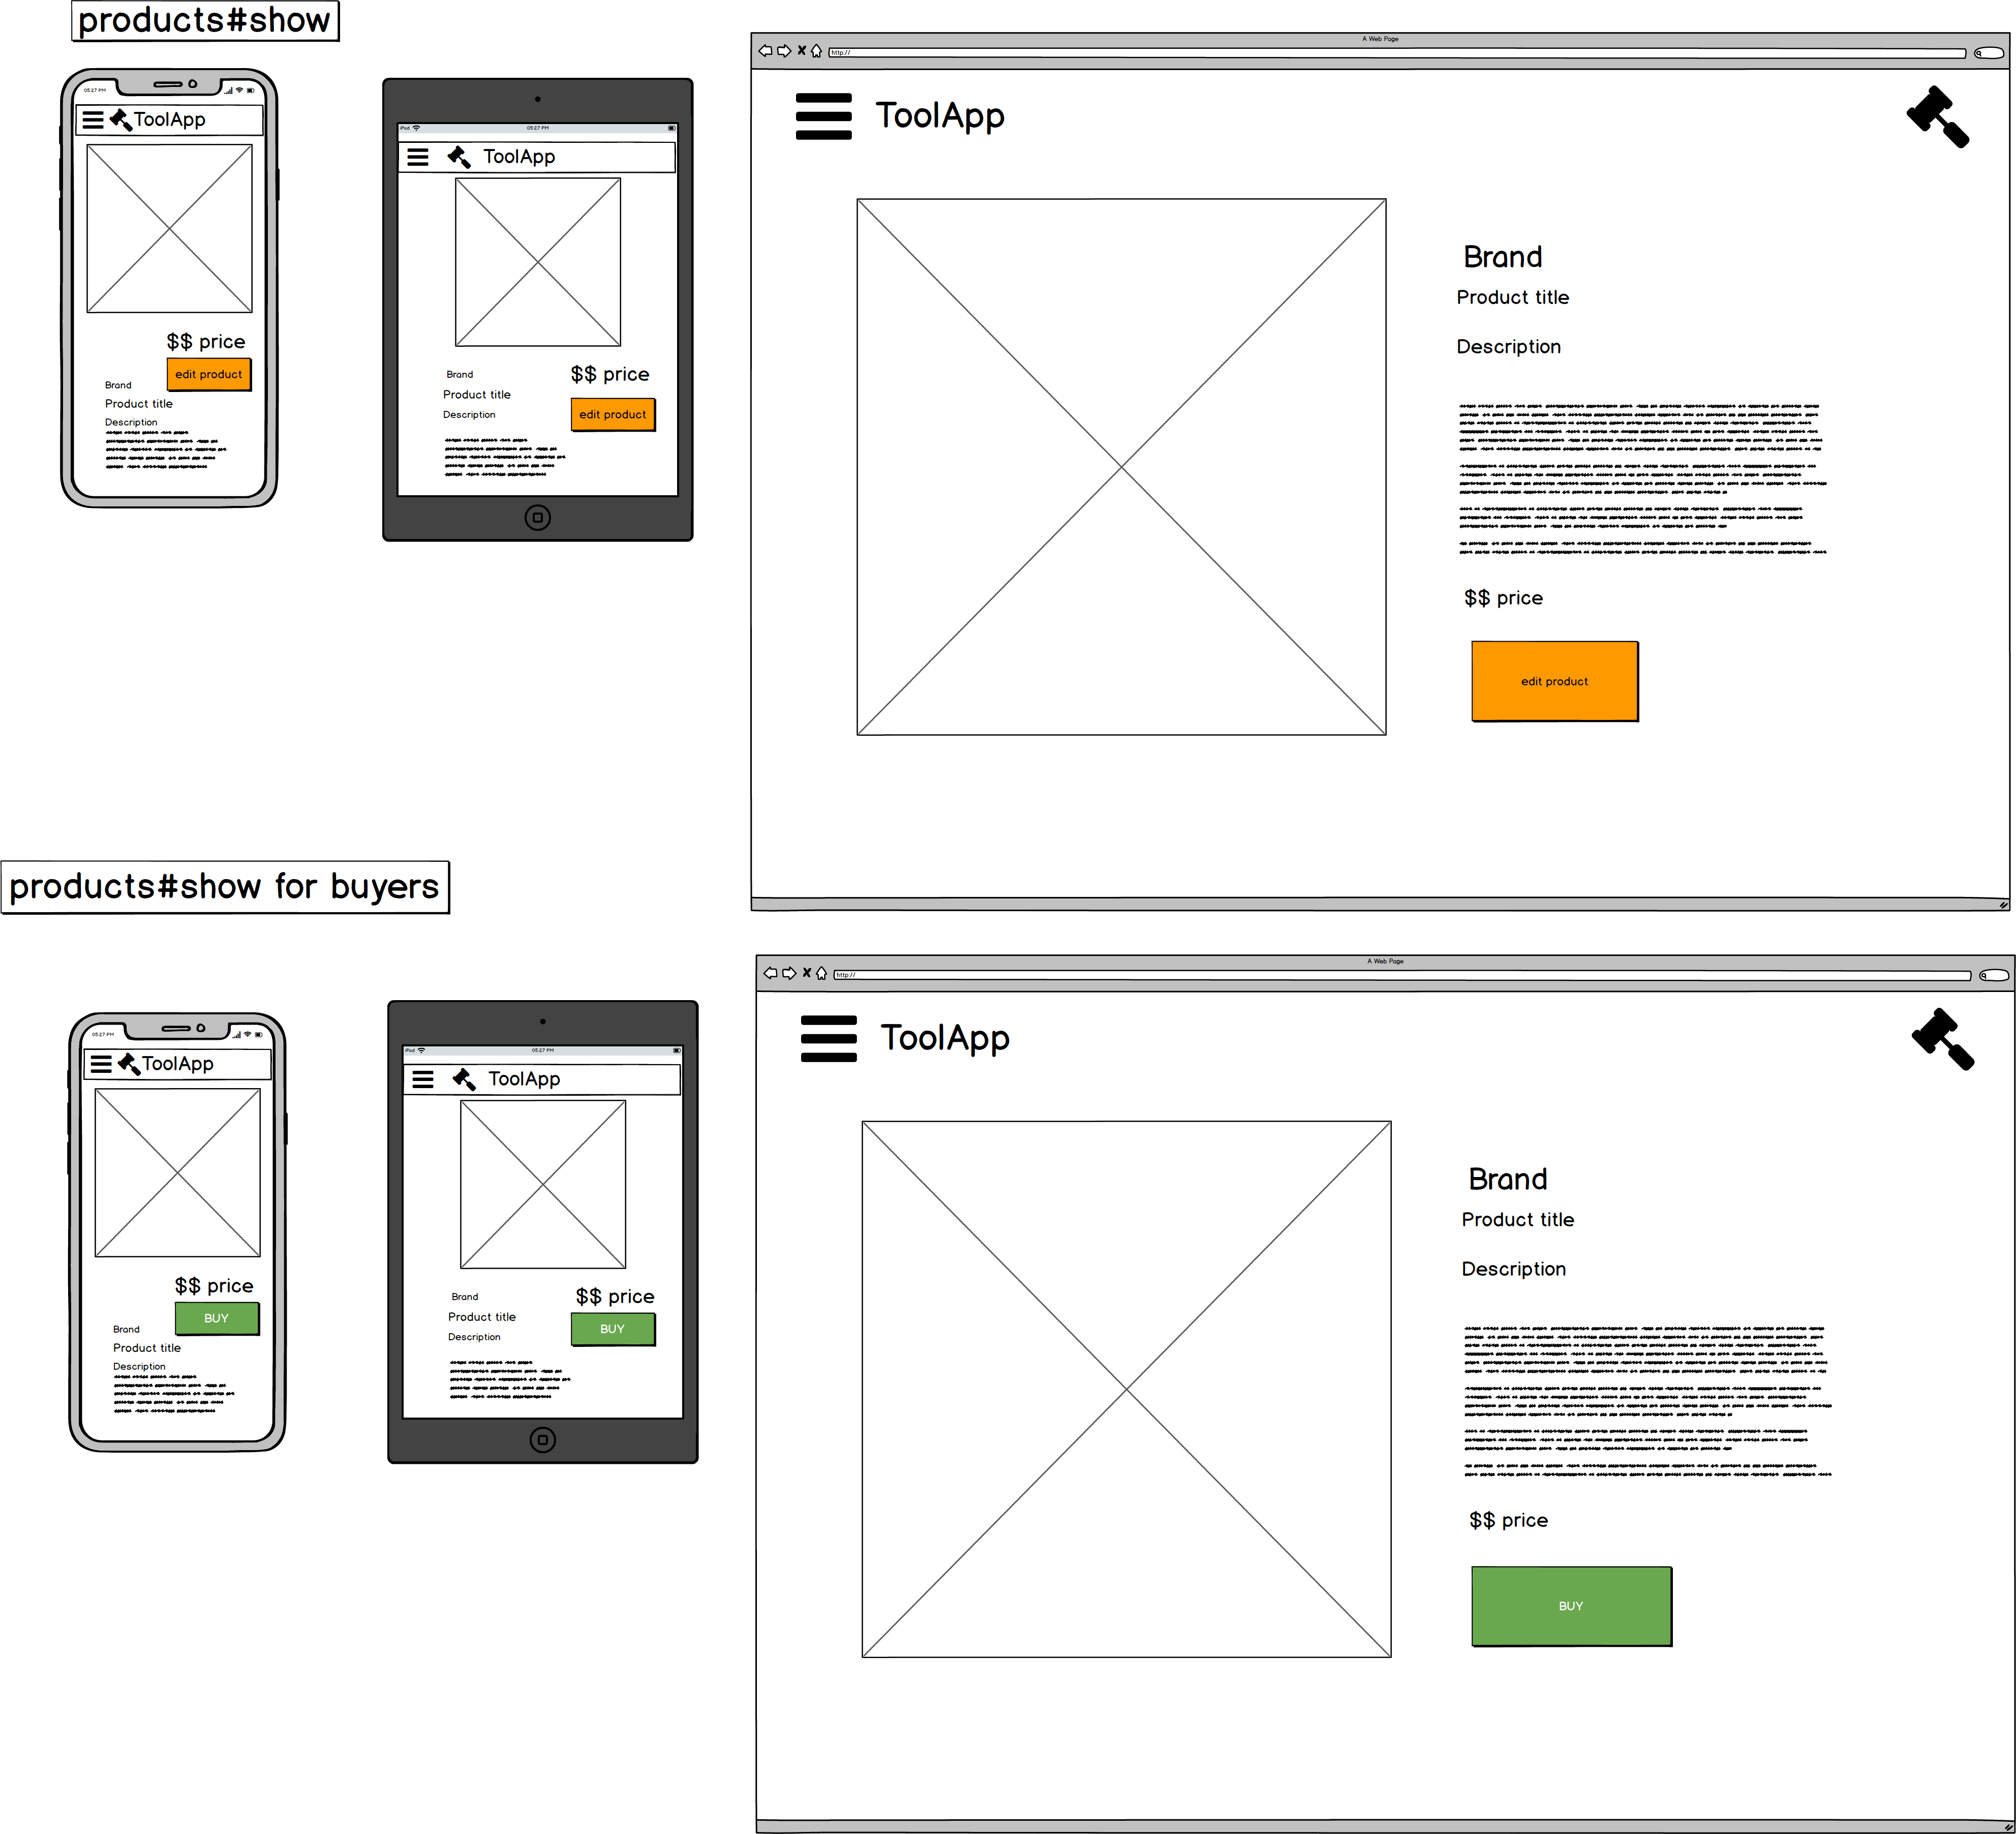 products#show
05:27 PM
ToolApp
$$ price
edit product
Brand
Product title
Description
iPad
05:27 PM
ToolApp
Brand
$$ price
Product title
Description
edit product
A Web Page
http://
ToolApp
Brand
Product title
Description
$$ price
edit product
products#show for buyers
05:27 PM
ToolApp
$$ price
BUY
Brand
Product title
Description
iPad
05:27 PM
ToolApp
Brand
$$ price
Product title
BUY
Description
A Web Page
http://
ToolApp
Brand
Product title
Description
$$ price
BUY